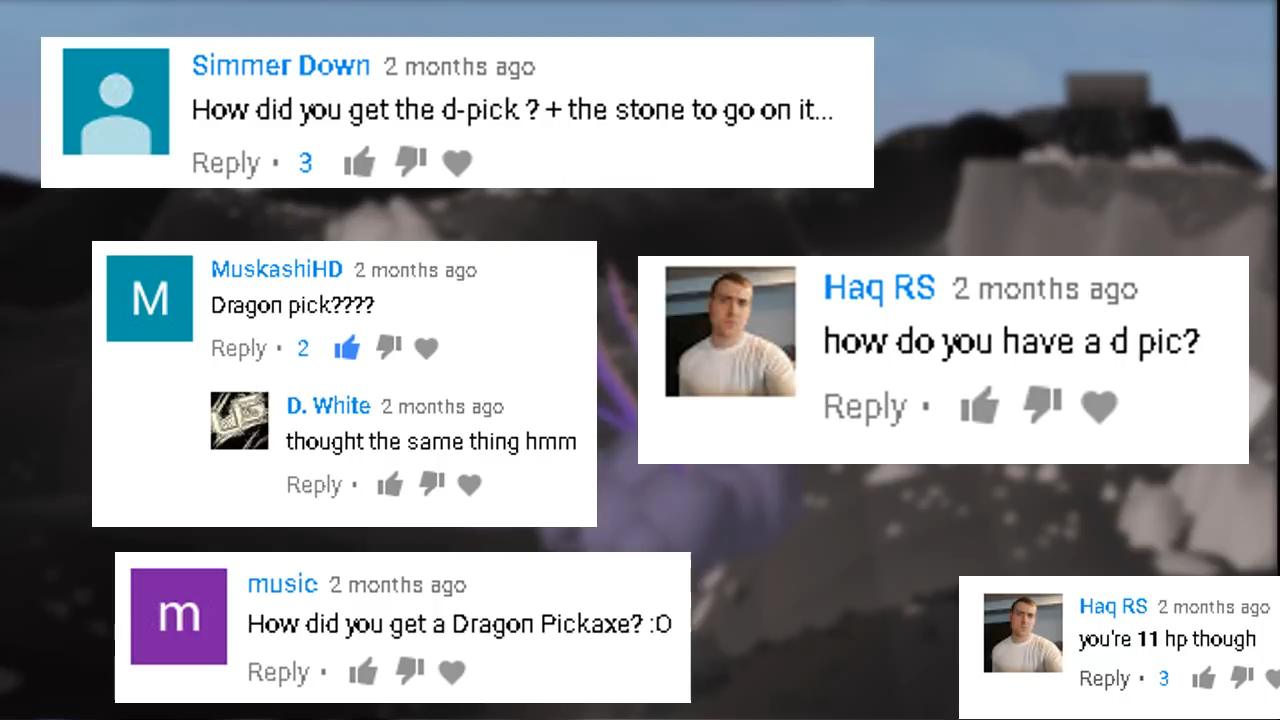 Simmer Down 2 months ago
How did you get the d-pick ? + the stone to go on it...
Reply · 3
M
MuskashiHD 2 months ago
Dragon pick????
Reply · 2
D. White 2 months ago
thought the same thing hmm
Reply ·
Haq RS 2 months ago
how do you have a d pic?
Reply ·
m
music 2 months ago
How did you get a Dragon Pickaxe? :O
Reply ·
Haq RS 2 months ago
you're 11 hp though
Reply · 3